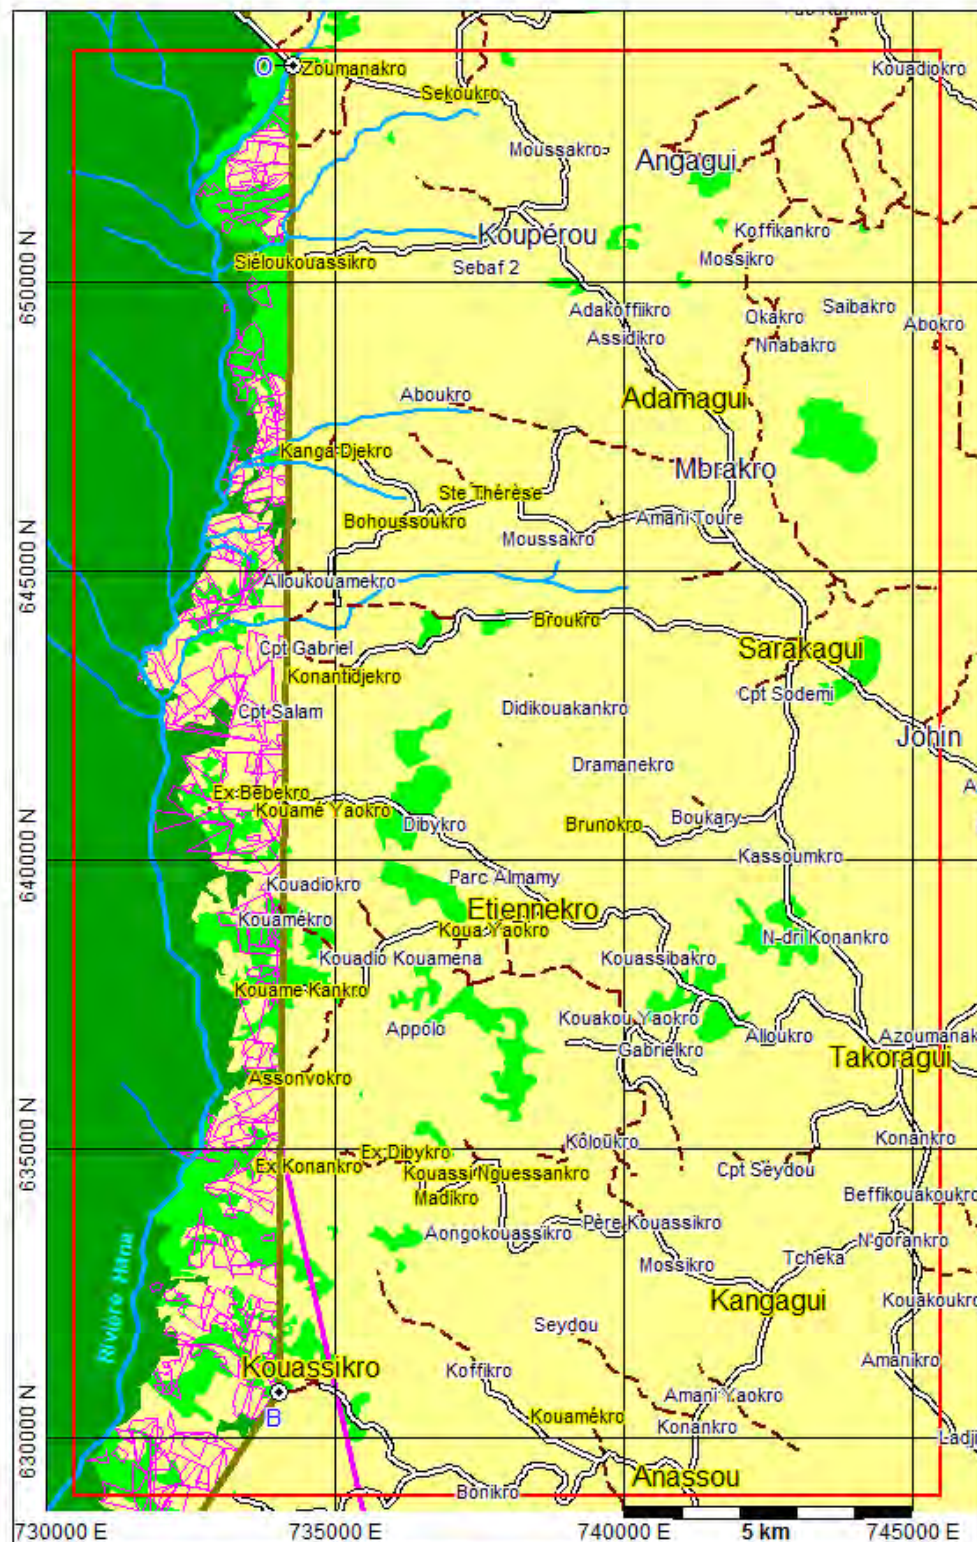 Kouadiokro
O
Zoumanakro
Sekoukro
Moussakro
Angagui
Koupérou
Koffikankro
Siéloukouassikro
Sebaf 2
Mossikro
650000 N
Adakoffiikro
Okakro
Saibakro
Abokro
Assidikro
Nnabakro
Aboukro
Adamagui
Kanga Djekro
Mbrakro
Ste Thérèse
Bohoussoukro
Amani Toure
Moussakro
645000 N
Alloukouamekro
Broukro
Cpt Gabriel
Sarakagui
Konantidjekro
Cpt Sodemi
Cpt Salam
Didikouakankro
Johin
Dramanekro
A
Ex Bébekro
Kouamé Yaokro
Dibykro
Brunokro
Boukary
640000 N
Kassoumkro
Parc Almamy
Kouadiokro
Etiennekro
Kouamékro
Koua Yaokro
N-dri Konankro
Kouadio Kouamena
Kouassibakro
Kouame Kankro
Appolo
Kouakou Yaokro
Alloukro
Azoumanak
Gabrielkro
Takoragui
Assonvokro
635000 N
Kôloukro
Konankro
Ex Dibykro
Ex Konankro
Kouassi Nguessankro
Cpt Seydou
Madikro
Beffikouakoukro
Aongokouassikro
Père Kouassikro
N'gorankro
Rivière Hana
Mossikro
Tcheka
Kangagui
Kouakoukro
Seydou
Kouassikro
Koffikro
Amanikro
B
Amani Yaokro
Kouamékro
Konankro
630000 N
Ladji
Anassou
Bonikro
730000 E
735000 E
740000 E
5 km
745000 E